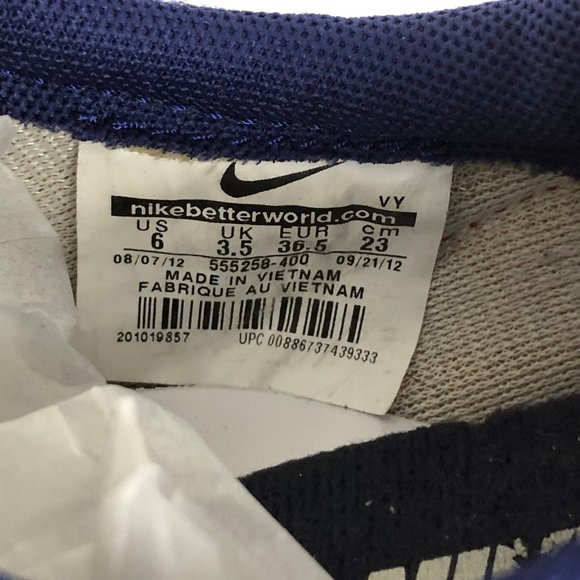 VY
nikebetterworld.com
US UK EUR cm
6 3.5 36.5 23
08/07/12 555258-400 09/21/12
MADE IN VIETNAM
FABRIQUE AU VIETNAM
201019857 UPC 00886737439333